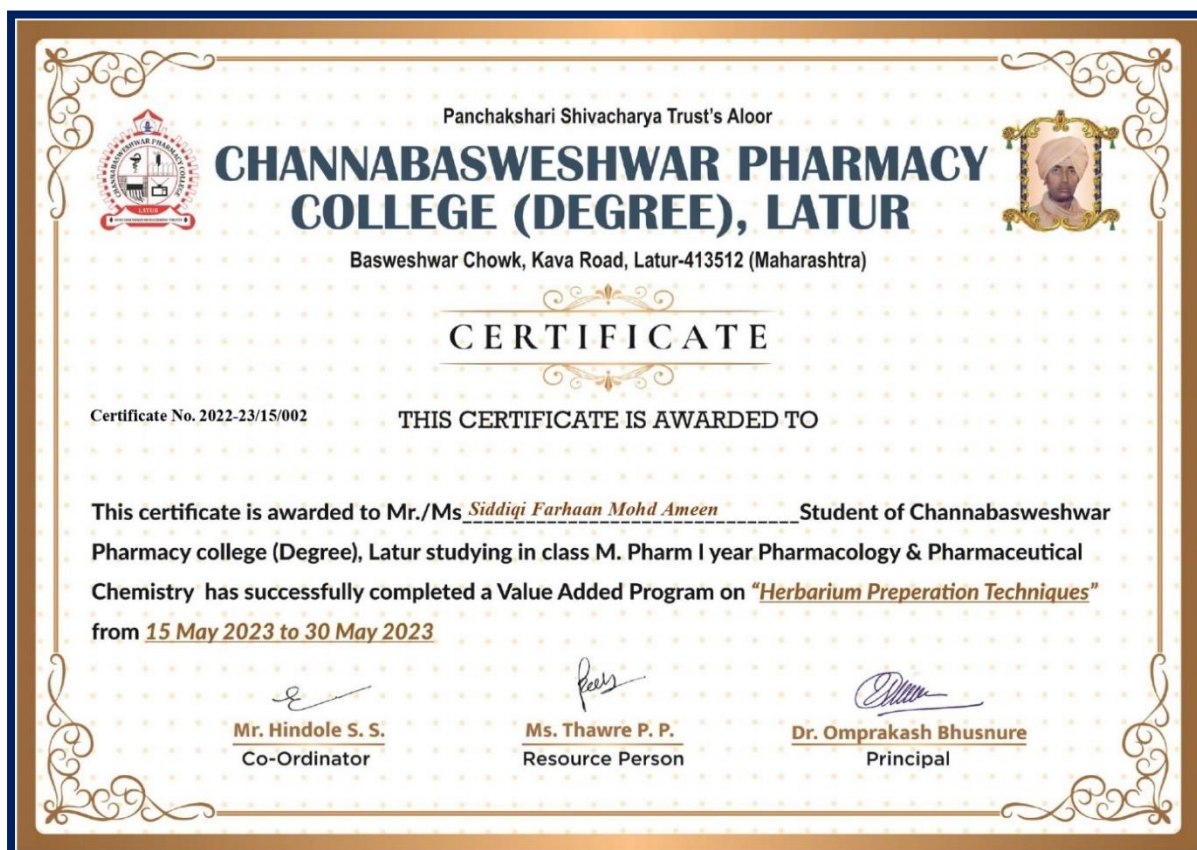 Panchakshari Shivacharya Trust's Aloor
CHANNABASWESHWAR PHARMACY
COLLEGE (DEGREE), LATUR
CHANNABASWESHWAR PHARMACY COLLEGE
LATUR
Basweshwar Chowk, Kava Road, Latur-413512 (Maharashtra)
CERTIFICATE
Certificate No. 2022-23/15/002
THIS CERTIFICATE IS AWARDED TO
This certificate is awarded to Mr./Ms Siddiqi Farhaan Mohd Ameen Student of Channabasweshwar
Pharmacy college (Degree), Latur studying in class M. Pharm I year Pharmacology & Pharmaceutical
Chemistry has successfully completed a Value Added Program on “Herbarium Preperation Techniques”
from 15 May 2023 to 30 May 2023
Mr. Hindole S. S.
Co-Ordinator
Ms. Thawre P. P.
Resource Person
Dr. Omprakash Bhusnure
Principal